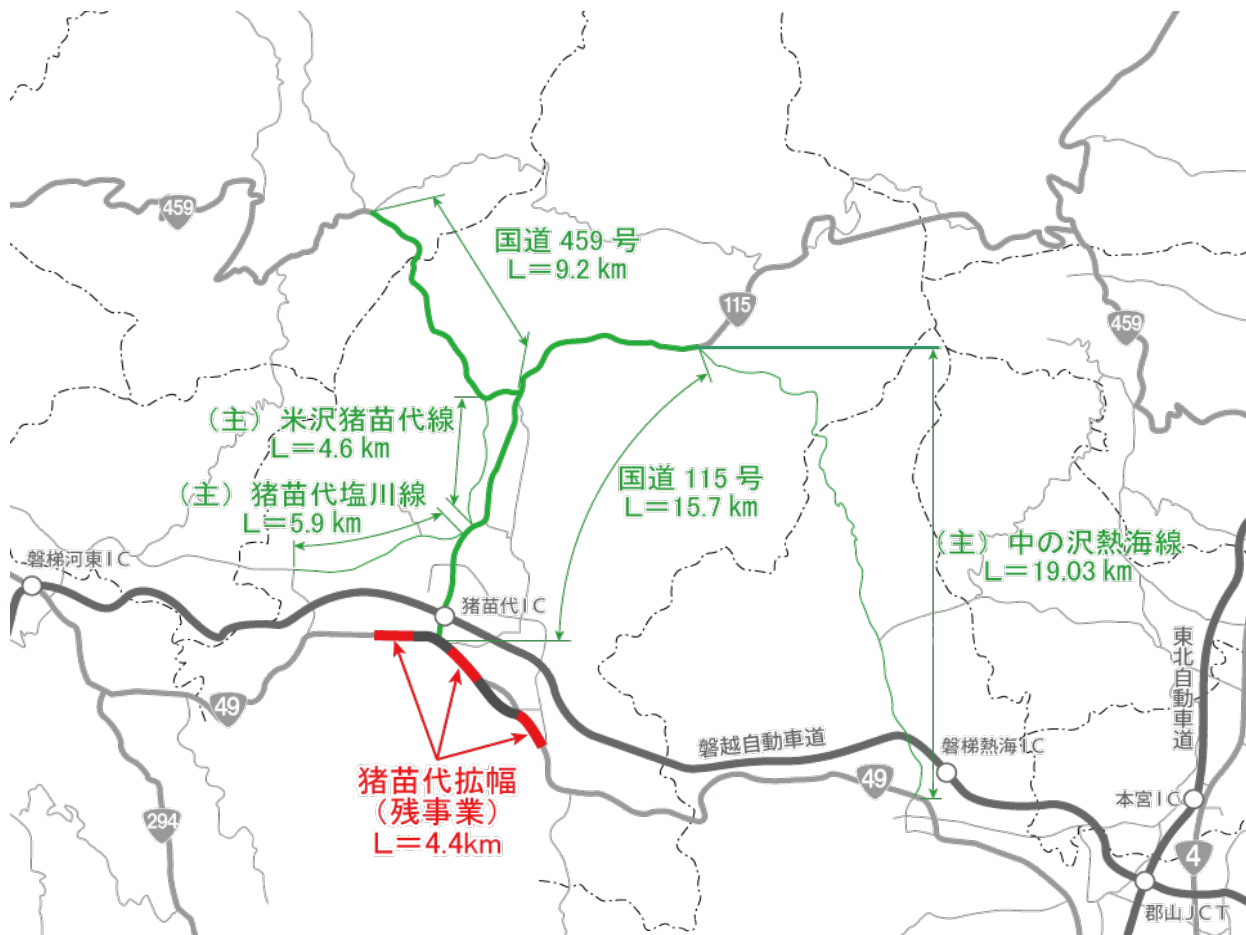 459
国道 459 号
L=9.2 km
115
459
(主) 米沢猪苗代線
L=4.6 km
国道 115 号
L=15.7 km
(主) 猪苗代塩川線
L=5.9 km
(主) 中の沢熱海線
L=19.03 km
磐梯河東IC
猪苗代IC
東北自動車道
49
磐越自動車道
磐梯熱海IC
猪苗代拡幅
(残事業)
L=4.4km
49
本宮IC
294
4
郡山JCT